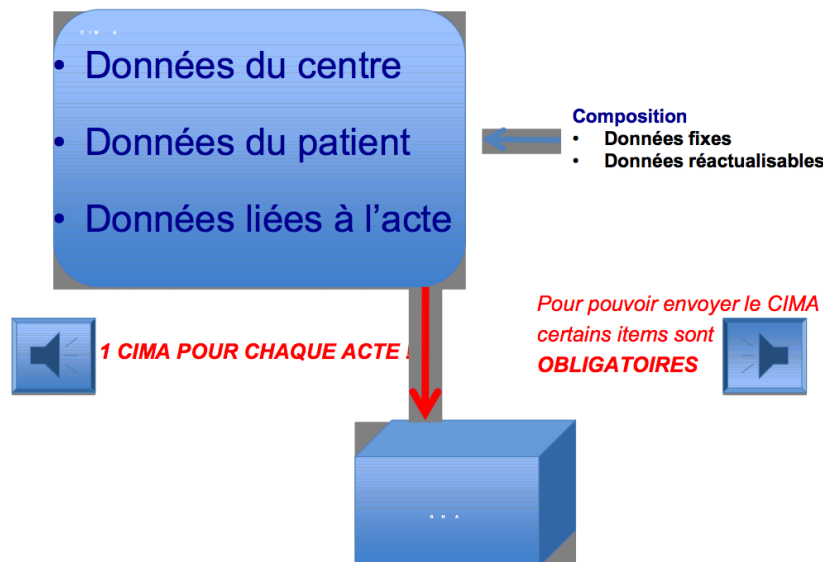 CIMA
• Données du centre
• Données du patient
• Données liées à l'acte
Composition
• Données fixes
• Données réactualisables
1 CIMA POUR CHAQUE ACTE !
Pour pouvoir envoyer le CIMA
certains items sont
OBLIGATOIRES